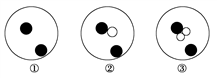 ① ② ③